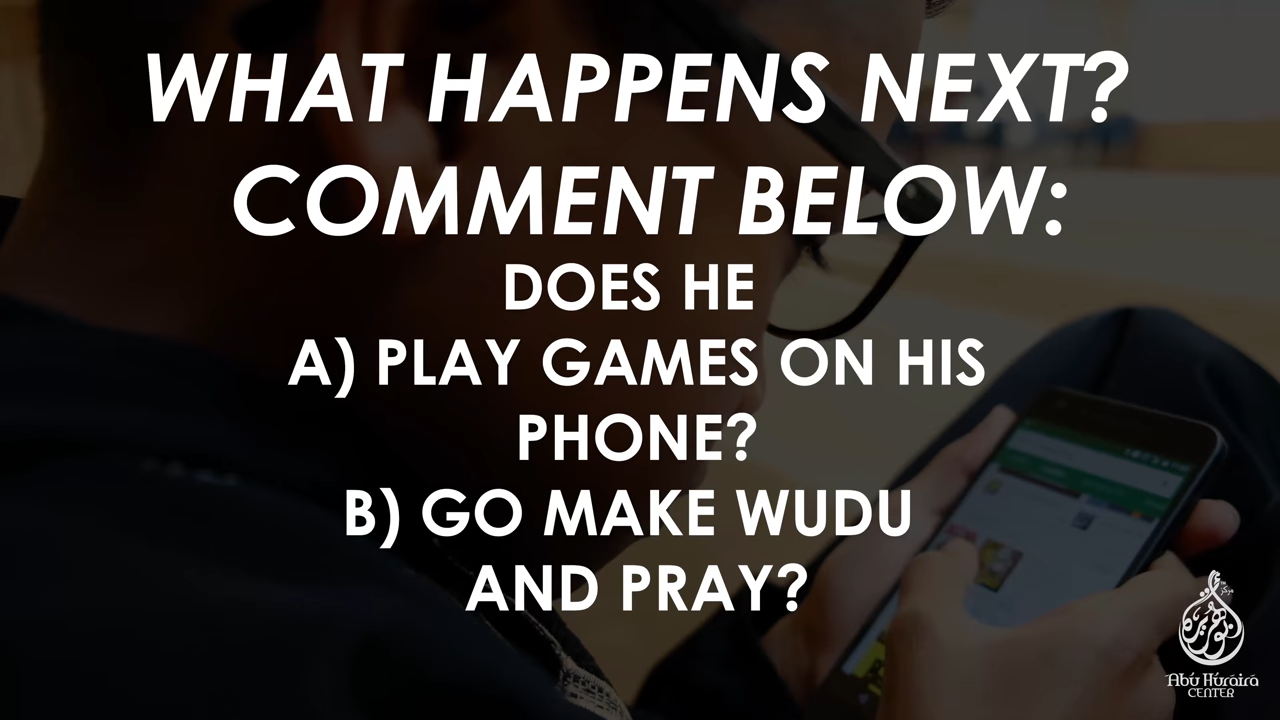 WHAT HAPPENS NEXT?
COMMENT BELOW:
DOES HE
A) PLAY GAMES ON HIS
PHONE?
B) GO MAKE WUDU
AND PRAY?
Abu Huraira
CENTER